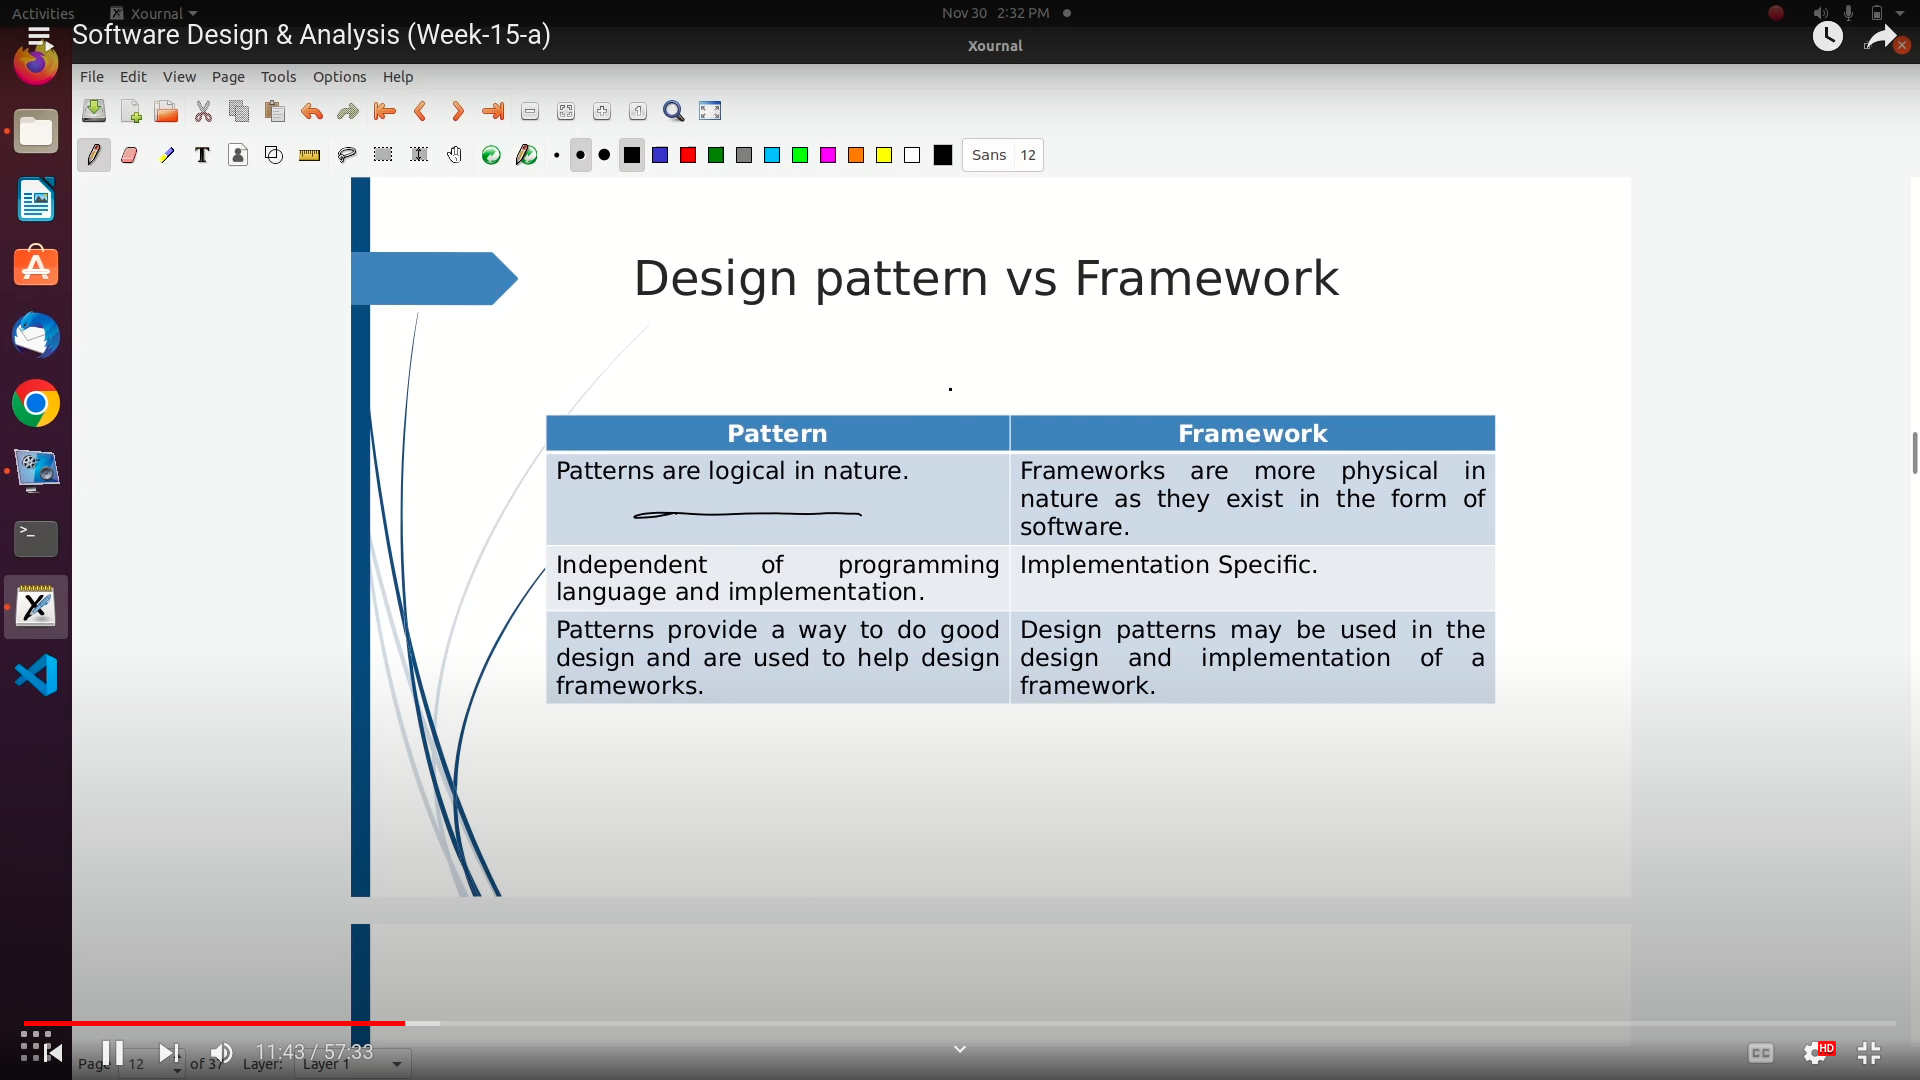 Activities Xournal Nov 30 2:32 PM
Software Design & Analysis (Week-15-a)
Xournal
File Edit View Page Tools Options Help
T Sans 12
Design pattern vs Framework
Pattern Framework
Patterns are logical in nature.
Frameworks are more physical in
nature as they exist in the form of
software.
Independent of programming
language and implementation.
Implementation Specific.
Patterns provide a way to do good
design and are used to help design
frameworks.
Design patterns may be used in the
design and implementation of a
framework.
11:43 / 57:33
CC HD
Page 12 of 37 Layer: Layer 1